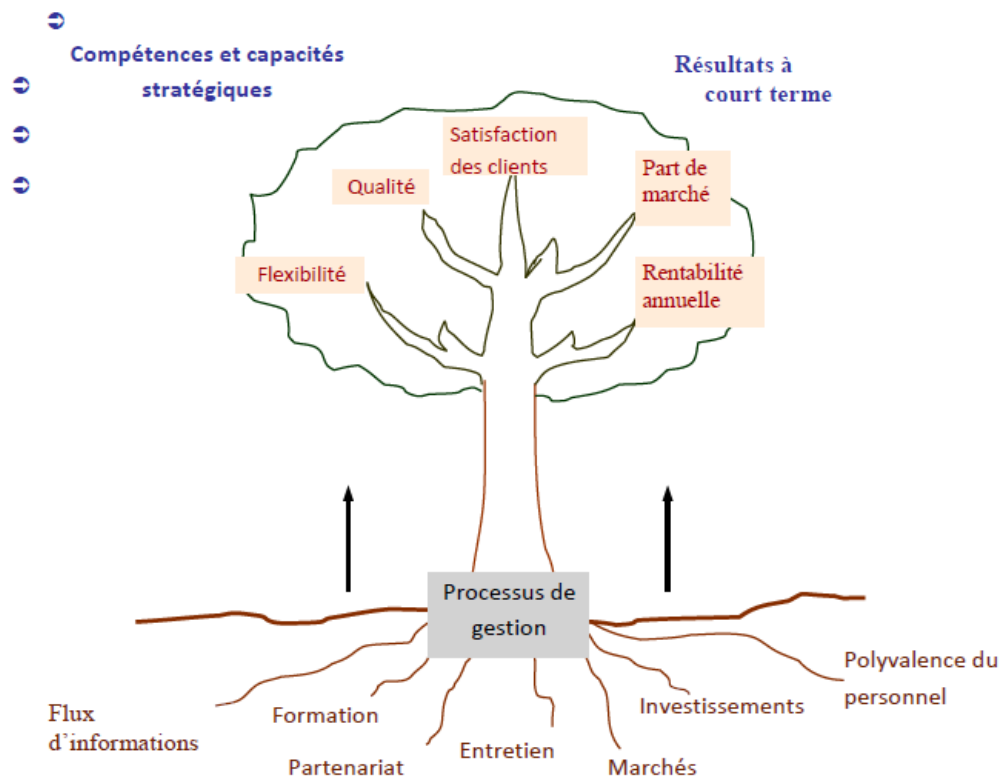 Compétences et capacités
stratégiques
Résultats à
court terme
Satisfaction
des clients
Qualité
Part de
marché
Flexibilité
Rentabilité
annuelle
Processus de
gestion
Polyvalence du
personnel
Investissements
Flux
d'informations
Formation
Entretien
Partenariat
Marchés